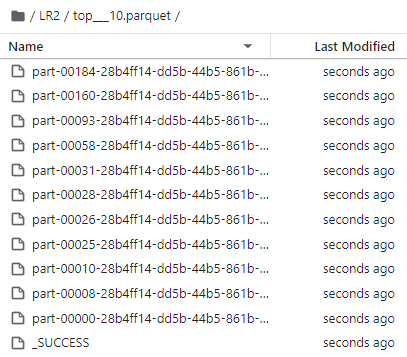 / LR2 / top___10.parquet /
Name Last Modified
part-00184-28b4ff14-dd5b-44b5-861b-... seconds ago
part-00160-28b4ff14-dd5b-44b5-861b-... seconds ago
part-00093-28b4ff14-dd5b-44b5-861b-... seconds ago
part-00058-28b4ff14-dd5b-44b5-861b-... seconds ago
part-00031-28b4ff14-dd5b-44b5-861b-... seconds ago
part-00028-28b4ff14-dd5b-44b5-861b-... seconds ago
part-00026-28b4ff14-dd5b-44b5-861b-... seconds ago
part-00025-28b4ff14-dd5b-44b5-861b-... seconds ago
part-00010-28b4ff14-dd5b-44b5-861b-... seconds ago
part-00008-28b4ff14-dd5b-44b5-861b-... seconds ago
part-00000-28b4ff14-dd5b-44b5-861b-... seconds ago
_SUCCESS seconds ago